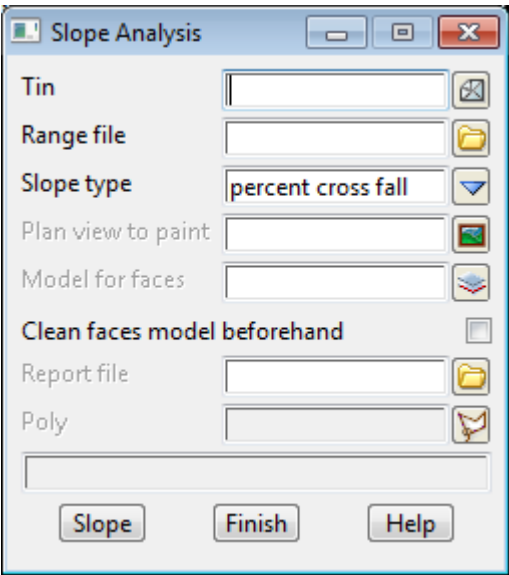 Slope Analysis
Tin
Range file
Slope type percent cross fall
Plan view to paint
Model for faces
Clean faces model beforehand
Report file
Poly
Slope Finish Help